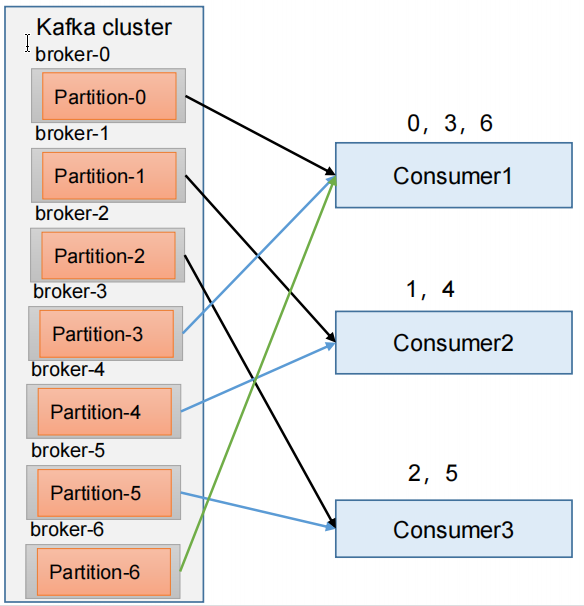 Kafka cluster
broker-0
Partition-0
broker-1
Partition-1
broker-2
Partition-2
broker-3
Partition-3
broker-4
Partition-4
broker-5
Partition-5
broker-6
Partition-6
0, 3, 6
Consumer1
1, 4
Consumer2
2, 5
Consumer3